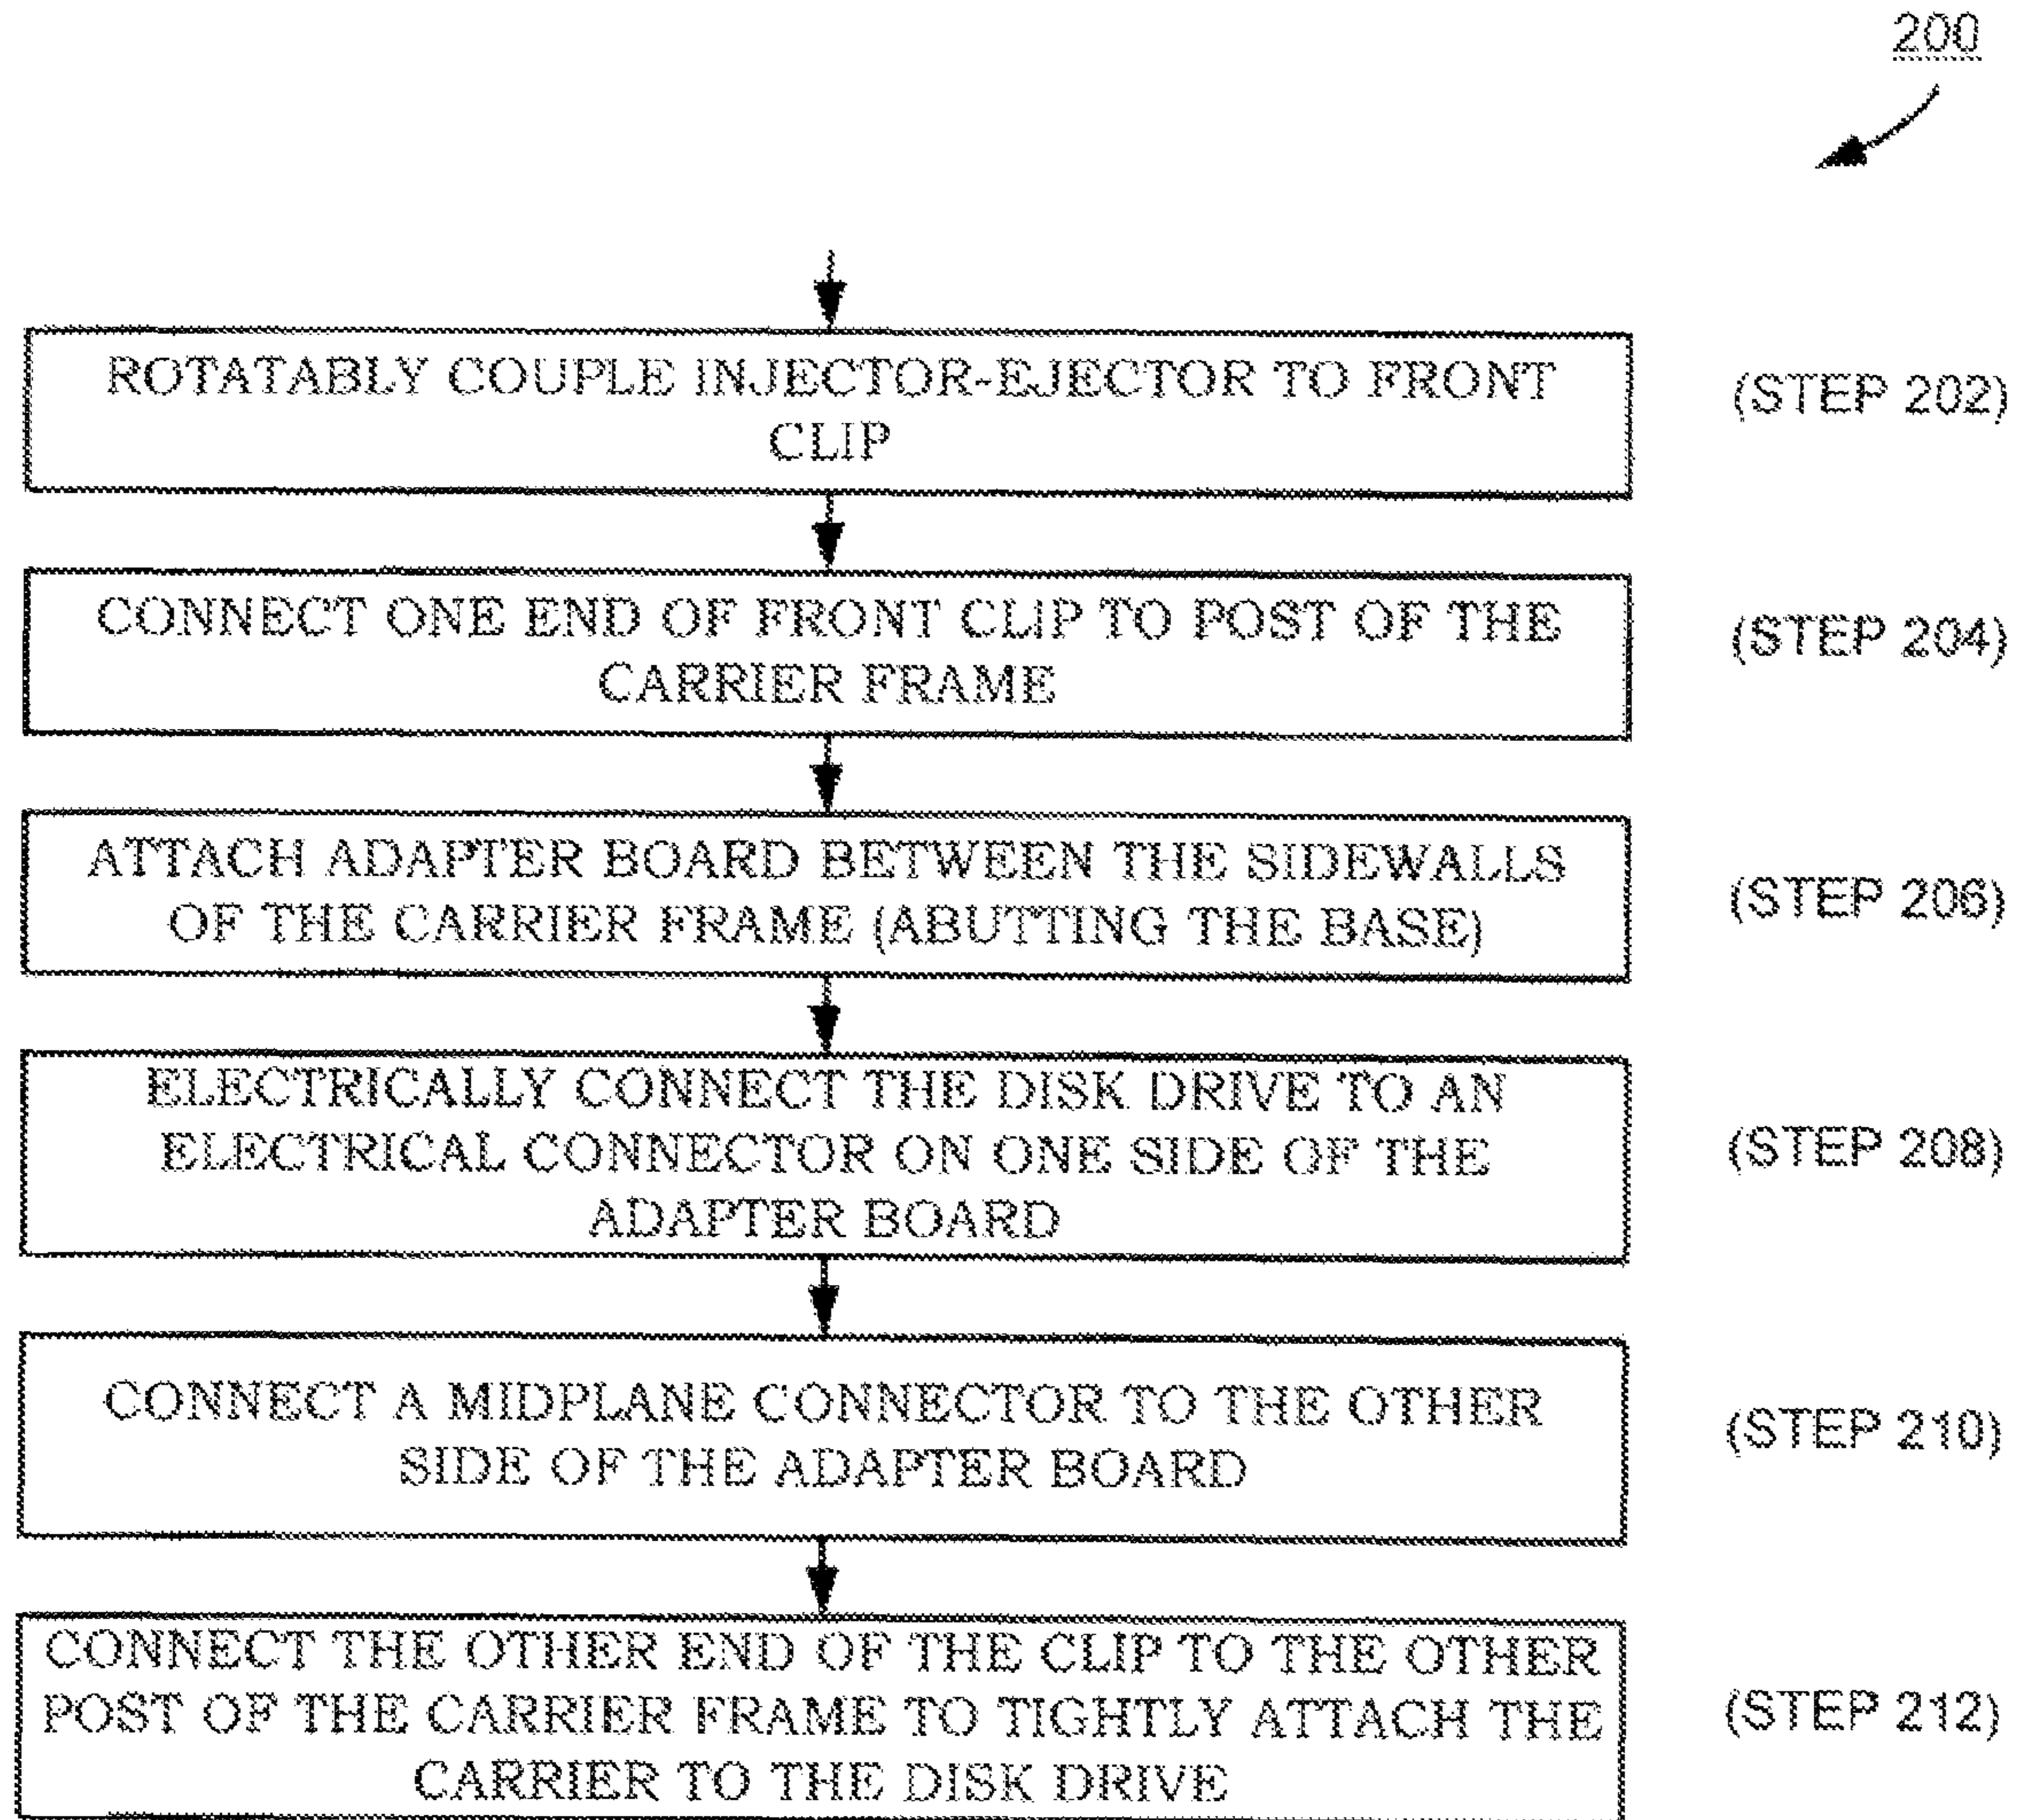 200
ROTATABLY COUPLE INJECTOR-EJECTOR TO FRONT
CLIP
(STEP 202)
CONNECT ONE END OF FRONT CLIP TO POST OF THE
CARRIER FRAME
(STEP 204)
ATTACH ADAPTER BOARD BETWEEN THE SIDEWALLS
OF THE CARRIER FRAME (ABUTTING THE BASE)
(STEP 206)
ELECTRICALLY CONNECT THE DISK DRIVE TO AN
ELECTRICAL CONNECTOR ON ONE SIDE OF THE
ADAPTER BOARD
(STEP 208)
CONNECT A MIDPLANE CONNECTOR TO THE OTHER
SIDE OF THE ADAPTER BOARD
(STEP 210)
CONNECT THE OTHER END OF THE CLIP TO THE OTHER
POST OF THE CARRIER FRAME TO TIGHTLY ATTACH THE
CARRIER TO THE DISK DRIVE
(STEP 212)